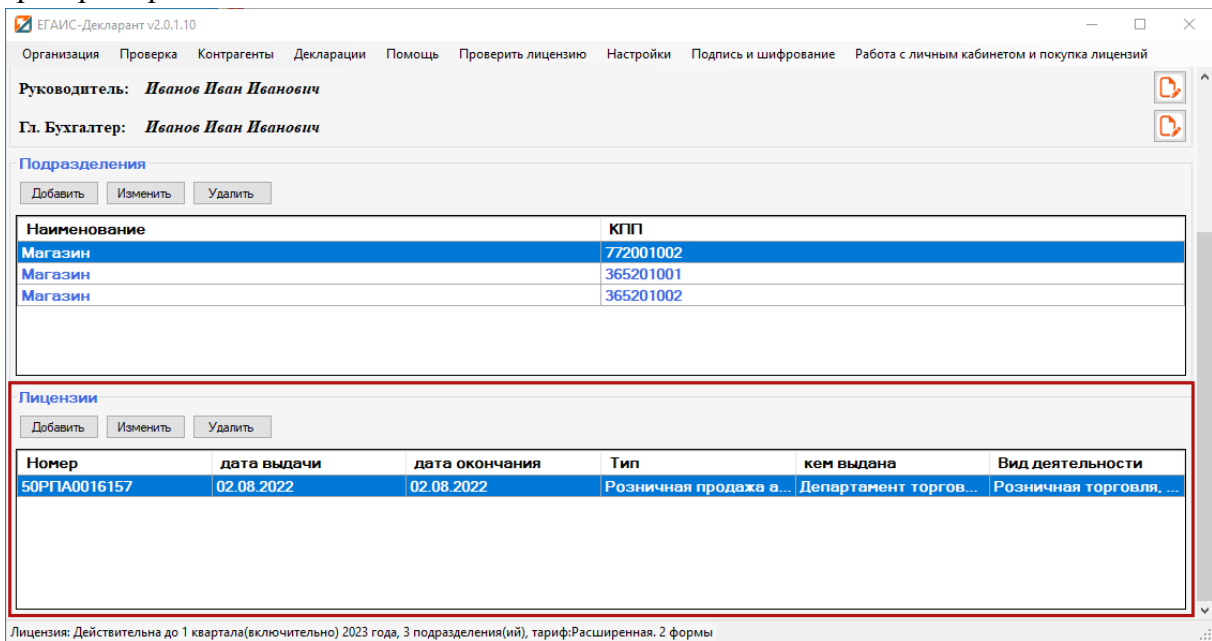 ЕГАИС-Декларант v2.0.1.10
Организация Проверка Контрагенты Декларации Помощь Проверить лицензию Настройки Подпись и шифрование Работа с личным кабинетом и покупка лицензий
Руководитель: Иванов Иван Иванович
Гл. Бухгалтер: Иванов Иван Иванович
Подразделения
Добавить Изменить Удалить
Наименование КПП
Магазин 772001002
Магазин 365201001
Магазин 365201002
Лицензии
Добавить Изменить Удалить
Номер дата выдачи дата окончания Тип кем выдана Вид деятельности
50РПА0016157 02.08.2022 02.08.2022 Розничная продажа а... Департамент торгов... Розничная торговля, ...
Лицензия: Действительна до 1 квартала(включительно) 2023 года, 3 подразделения(ий), тариф:Расширенная. 2 формы